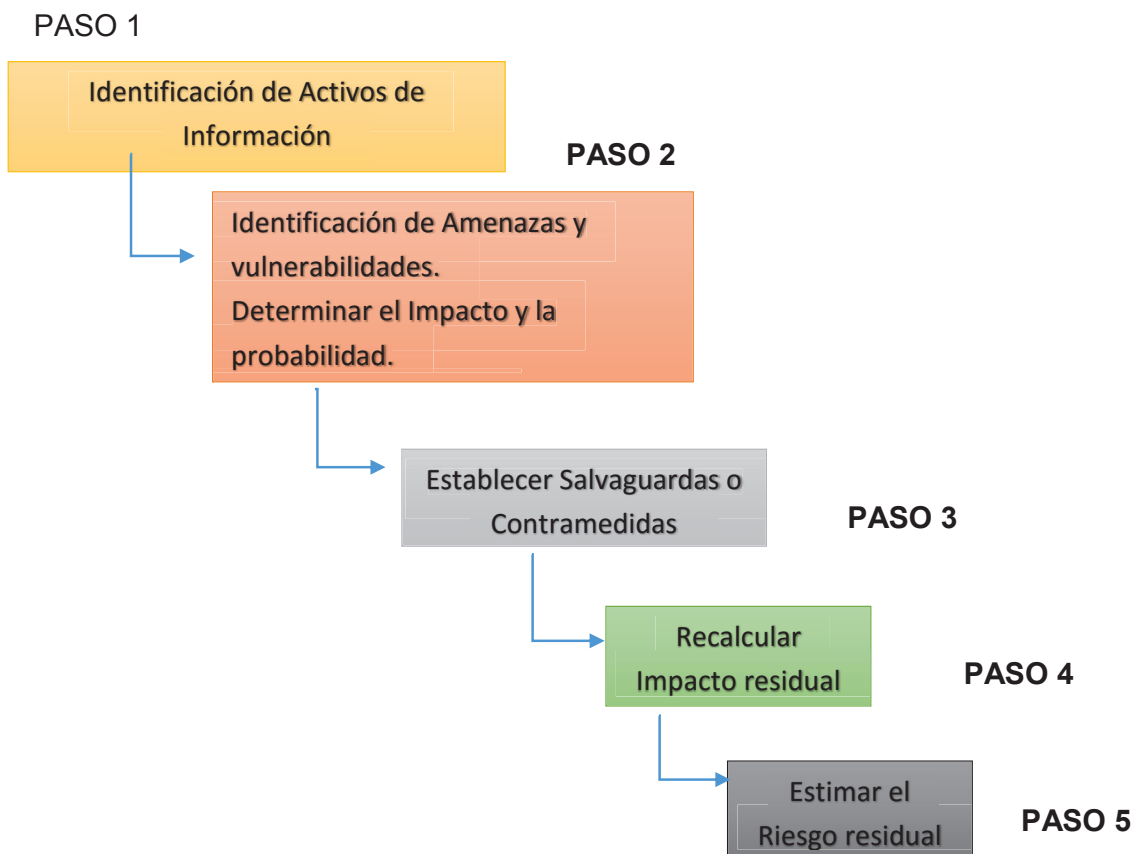 PASO 1
Identificación de Activos de
Información
PASO 2
Identificación de Amenazas y
vulnerabilidades.
Determinar el Impacto y la
probabilidad.
Establecer Salvaguardas o
Contramedidas
PASO 3
Recalcular
Impacto residual
PASO 4
Estimar el
Riesgo residual
PASO 5